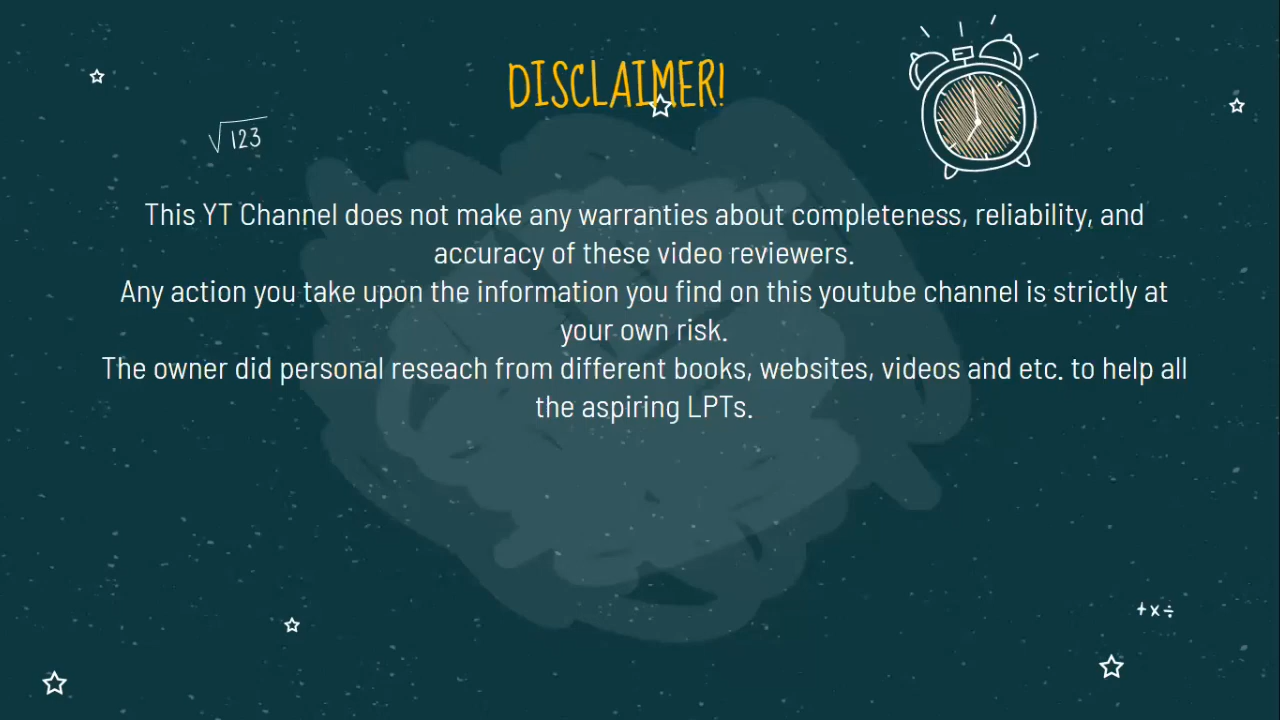 DISCLAIMER!
√123
This YT Channel does not make any warranties about completeness, reliability, and
accuracy of these video reviewers.
Any action you take upon the information you find on this youtube channel is strictly at
your own risk.
The owner did personal reseach from different books, websites, videos and etc. to help all
the aspiring LPTs.
+×÷